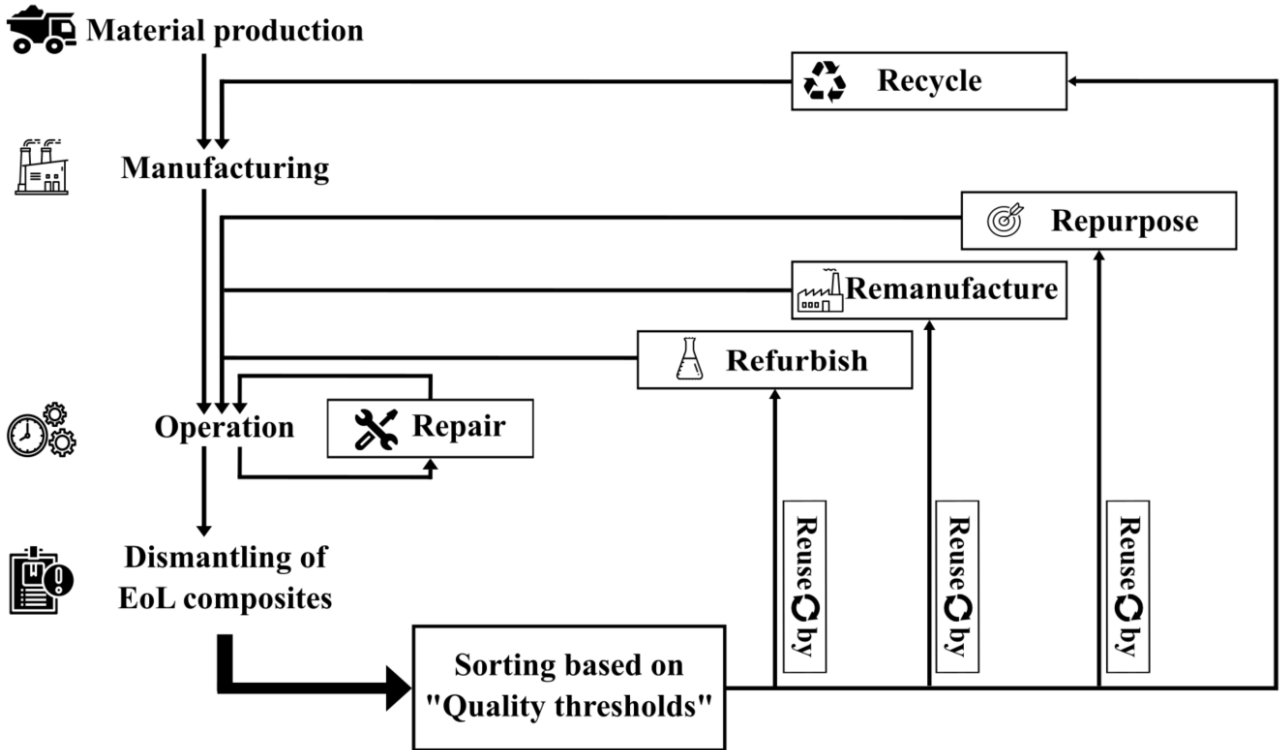 Material production
Recycle
Manufacturing
Repurpose
Remanufacture
Refurbish
Operation
Repair
Reuse by
Reuse by
Reuse by
Dismantling of
EoL composites
Sorting based on
"Quality thresholds"